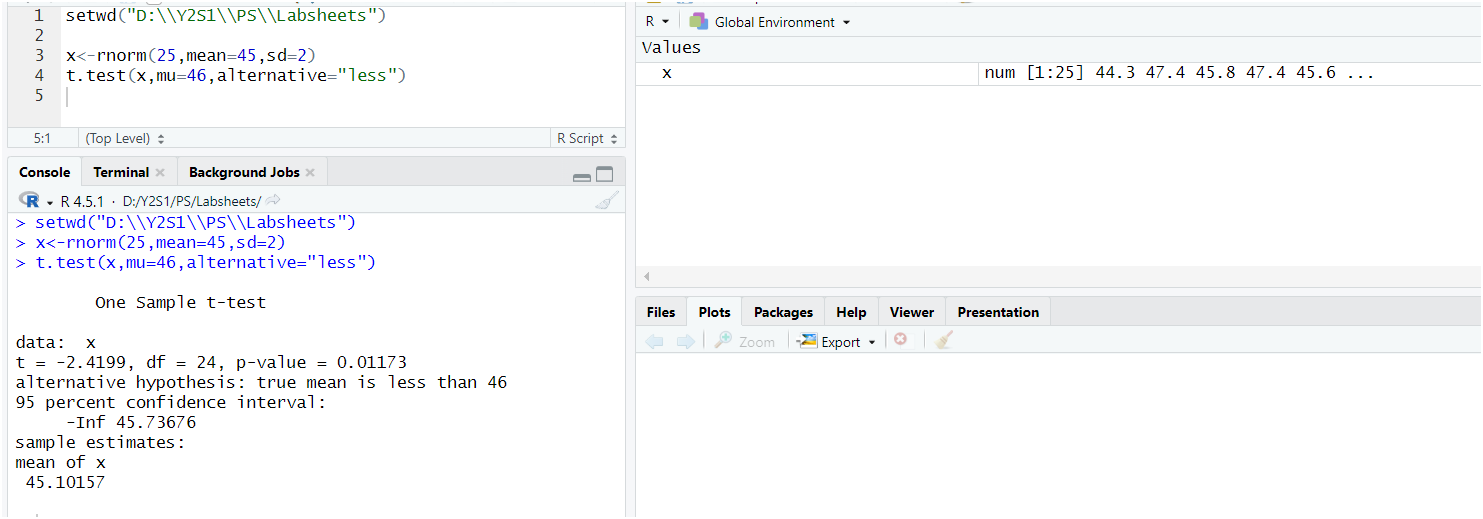 1 setwd("D:\\Y2S1\\PS\\Labsheets")
2
3 x<-rnorm(25,mean=45,sd=2)
4 t.test(x,mu=46,alternative="less")
5
5:1 (Top Level) R Script
Console Terminal Background Jobs
R 4.5.1 · D:/Y2S1/PS/Labsheets/
> setwd("D:\\Y2S1\\PS\\Labsheets")
> x<-rnorm(25,mean=45,sd=2)
> t.test(x,mu=46,alternative="less")
One Sample t-test
data: x
t = -2.4199, df = 24, p-value = 0.01173
alternative hypothesis: true mean is less than 46
95 percent confidence interval:
-Inf 45.73676
sample estimates:
mean of x
45.10157
R Global Environment
Values
x num [1:25] 44.3 47.4 45.8 47.4 45.6 ...
Files Plots Packages Help Viewer Presentation
Zoom Export